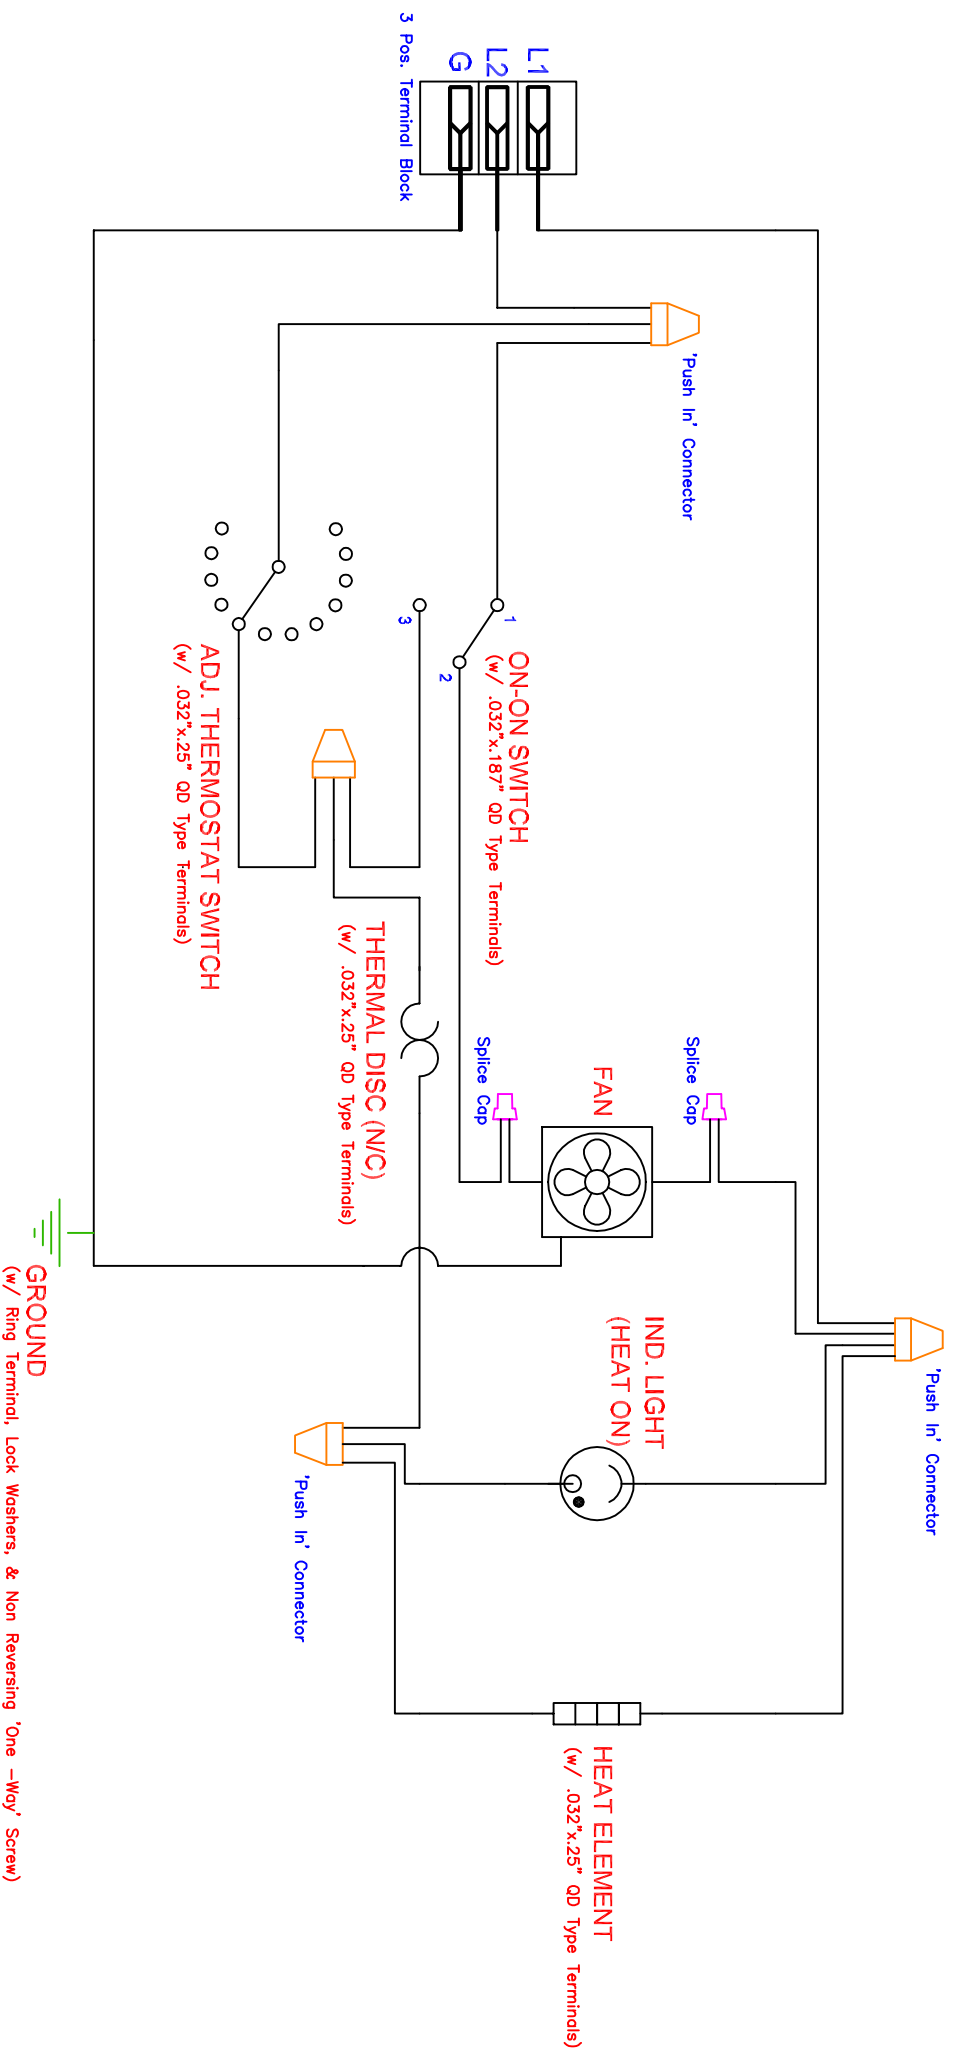 L1
L2
G
3 Pos. Terminal Block
'Push In' Connector
1
2
3
ON-ON SWITCH
(w/ .032"x.187" QD Type Terminals)
ADJ. THERMOSTAT SWITCH
(w/ .032"x.25" QD Type Terminals)
THERMAL DISC (N/C)
(w/ .032"x.25" QD Type Terminals)
Splice Cap
Splice Cap
FAN
'Push In' Connector
IND. LIGHT
(HEAT ON)
'Push In' Connector
GROUND
(w/ Ring Terminal, Lock Washers, & Non Reversing 'One -Way' Screw)
HEAT ELEMENT
(w/ .032"x.25" QD Type Terminals)